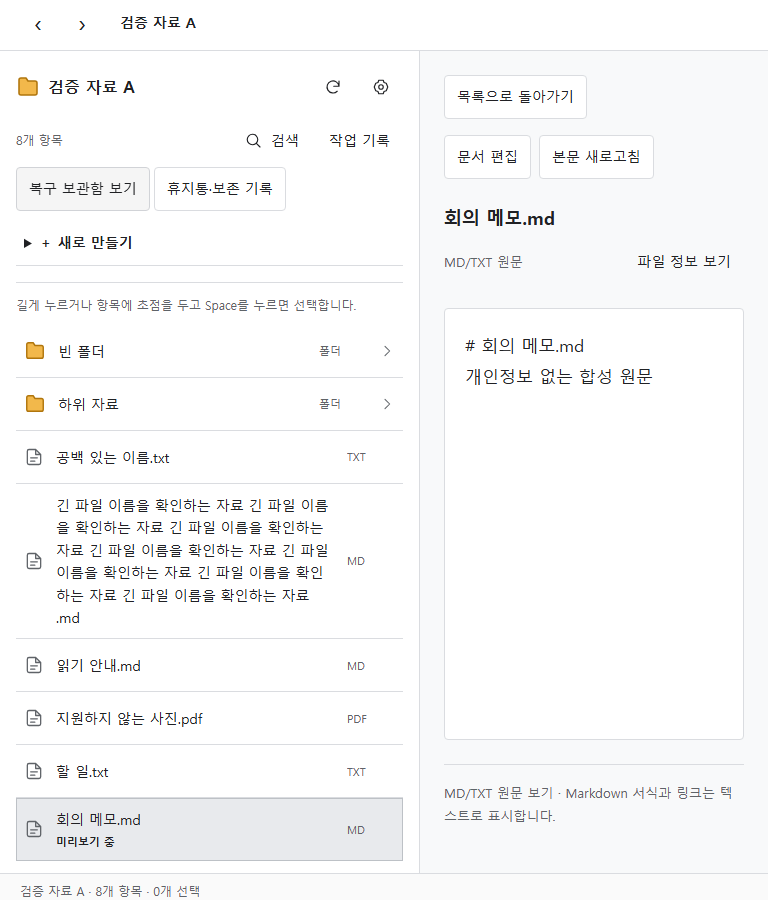 검증 자료 A
검증 자료 A
8개 항목
검색
작업 기록
복구 보관함 보기
휴지통·보존 기록
+ 새로 만들기
길게 누르거나 항목에 초점을 두고 Space를 누르면 선택합니다.
빈 폴더
폴더
하위 자료
폴더
공백 있는 이름.txt
TXT
긴 파일 이름을 확인하는 자료 긴 파일 이름
을 확인하는 자료 긴 파일 이름을 확인하는
자료 긴 파일 이름을 확인하는 자료 긴 파일
이름을 확인하는 자료 긴 파일 이름을 확인
하는 자료 긴 파일 이름을 확인하는 자료
.md
MD
읽기 안내.md
MD
지원하지 않는 사진.pdf
PDF
할 일.txt
TXT
회의 메모.md
미리보기 중
MD
목록으로 돌아가기
문서 편집
본문 새로고침
회의 메모.md
MD/TXT 원문
파일 정보 보기
# 회의 메모.md
개인정보 없는 합성 원문
MD/TXT 원문 보기 · Markdown 서식과 링크는 텍
스트로 표시합니다.
검증 자료 A · 8개 항목 · 0개 선택